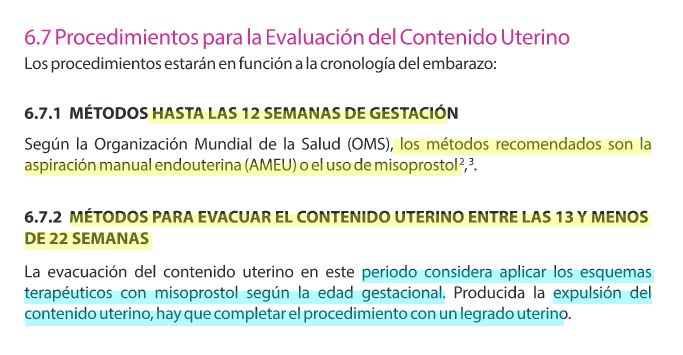 6.7 Procedimientos para la Evaluación del Contenido Uterino
Los procedimientos estarán en función a la cronología del embarazo:
6.7.1 MÉTODOS HASTA LAS 12 SEMANAS DE GESTACIÓN
Según la Organización Mundial de la Salud (OMS), los métodos recomendados son la
aspiración manual endouterina (AMEU) o el uso de misoprostol²,³.
6.7.2 MÉTODOS PARA EVACUAR EL CONTENIDO UTERINO ENTRE LAS 13 Y MENOS
DE 22 SEMANAS
La evacuación del contenido uterino en este periodo considera aplicar los esquemas
terapéuticos con misoprostol según la edad gestacional. Producida la expulsión del
contenido uterino, hay que completar el procedimiento con un legrado uterino.